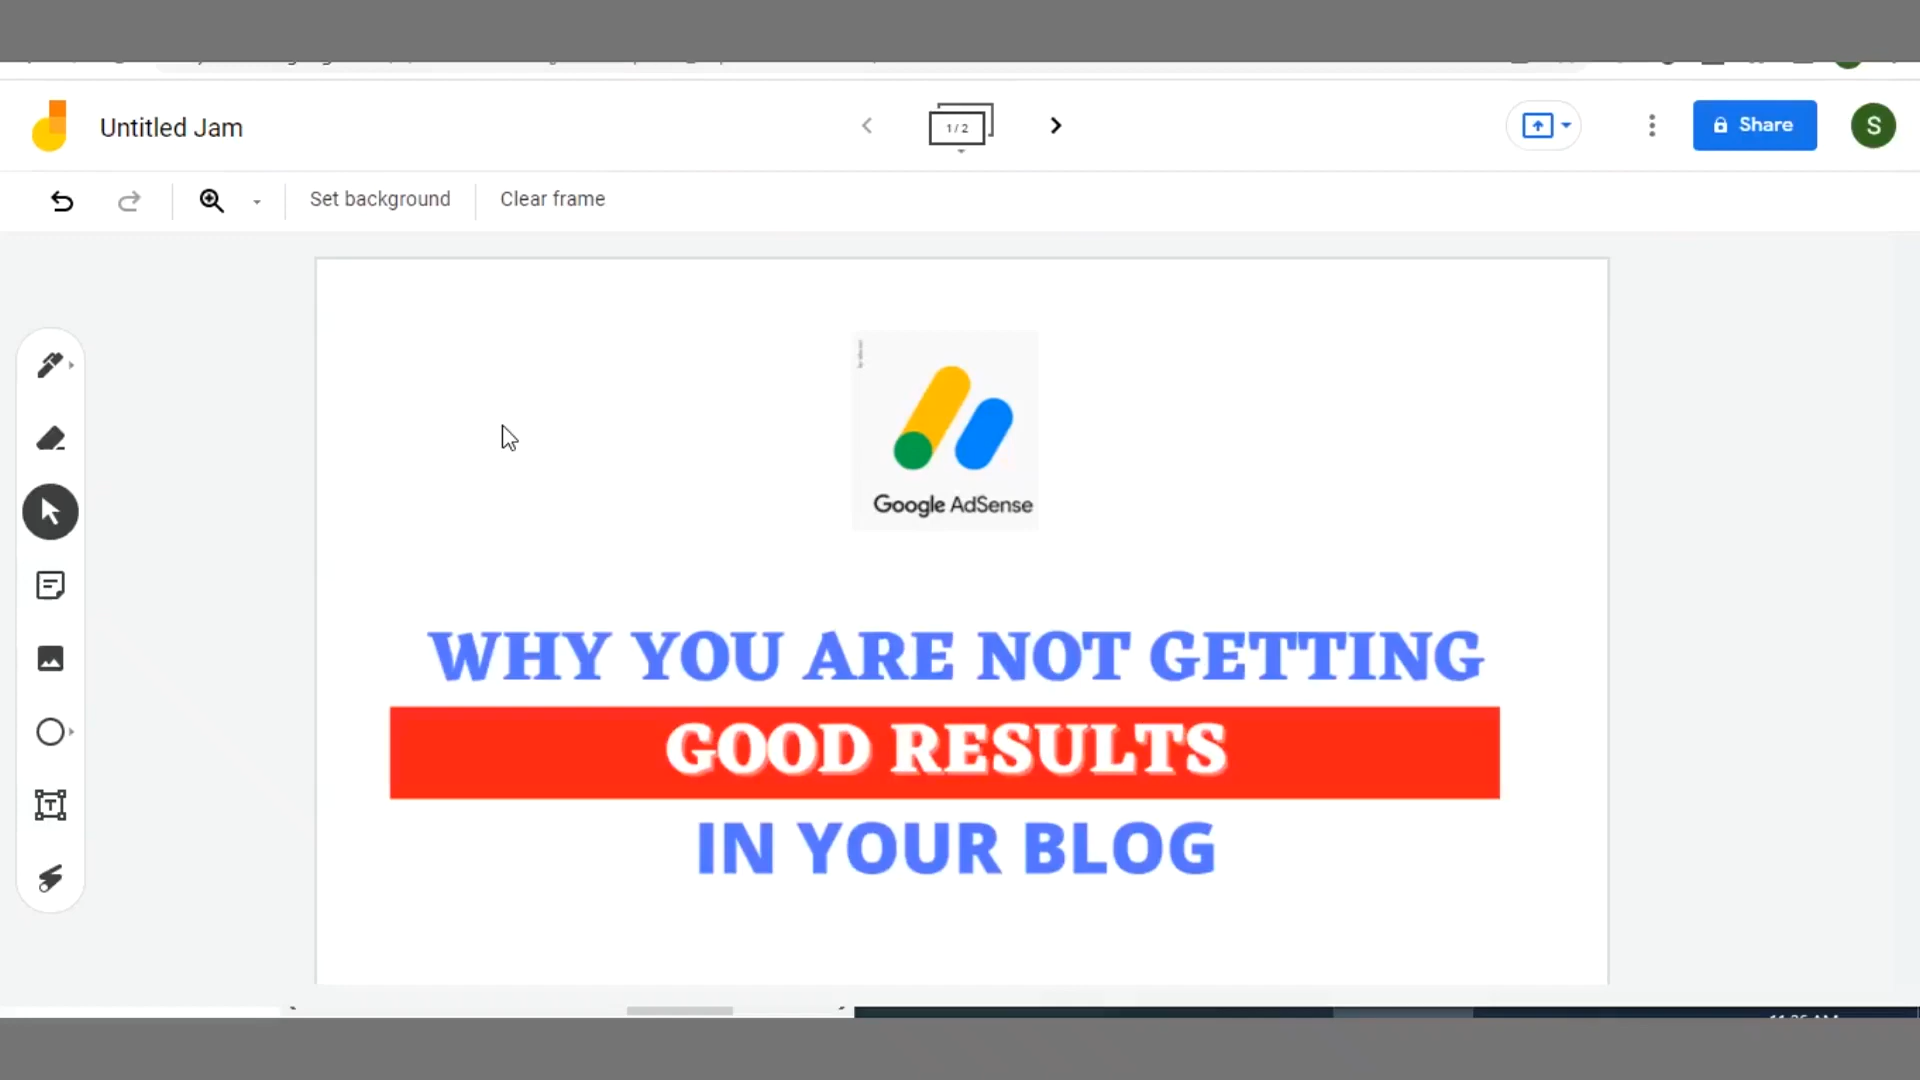 Untitled Jam
1 / 2
Share
S
Set background
Clear frame
Google AdSense
WHY YOU ARE NOT GETTING
GOOD RESULTS
IN YOUR BLOG